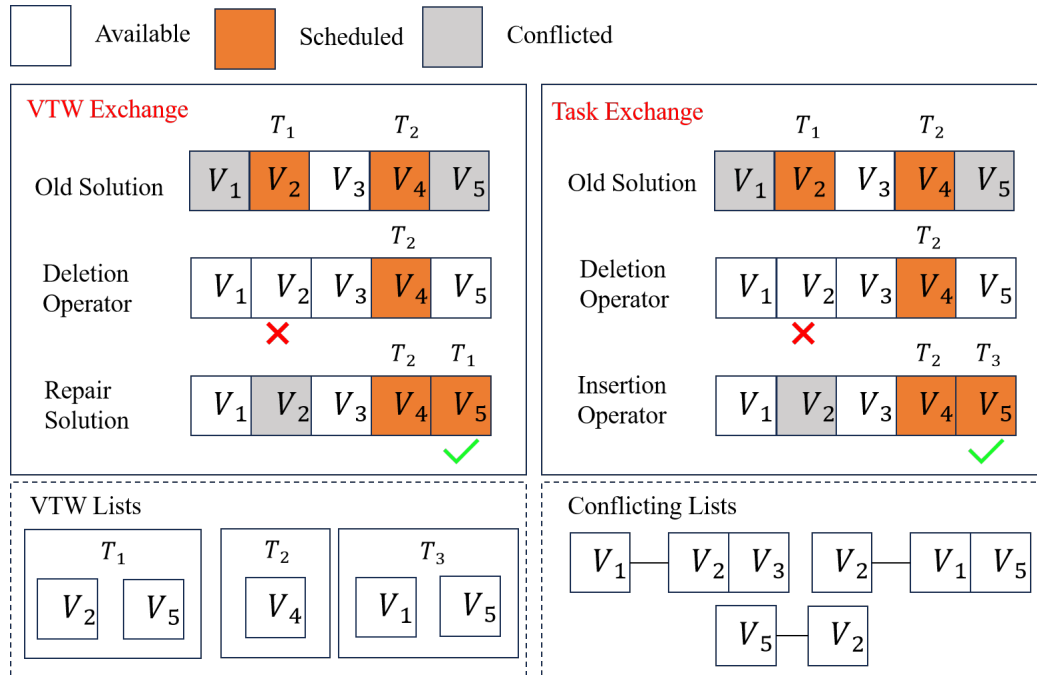 Available Scheduled Conflicted
VTW Exchange
T₁ T₂
Old Solution V₁ V₂ V₃ V₄ V₅
T₂
Deletion
Operator
V₁ V₂ V₃ V₄ V₅
T₂ T₁
Repair
Solution
V₁ V₂ V₃ V₄ V₅
Task Exchange
T₁ T₂
Old Solution V₁ V₂ V₃ V₄ V₅
T₂
Deletion
Operator
V₁ V₂ V₃ V₄ V₅
T₂ T₃
Insertion
Operator
V₁ V₂ V₃ V₄ V₅
VTW Lists
T₁ T₂ T₃
V₂ V₅ V₄ V₁ V₅
Conflicting Lists
V₁ V₂ V₃ V₂ V₁ V₅
V₅ V₂